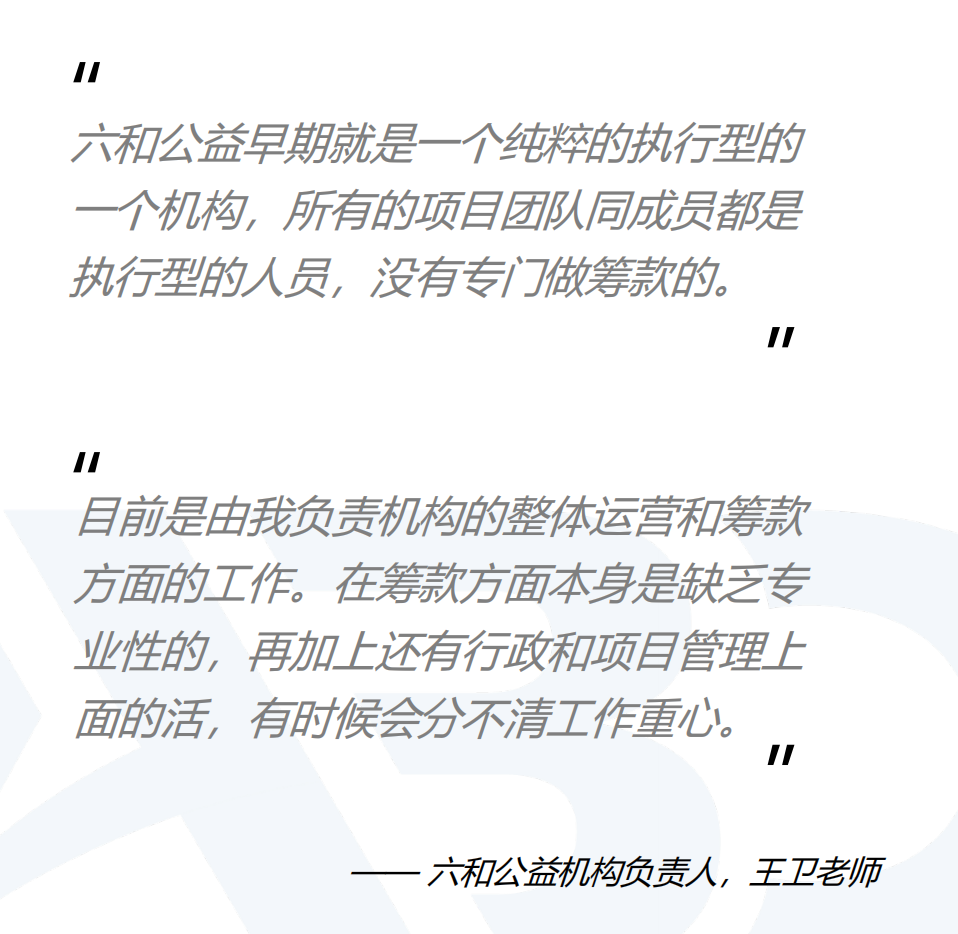 "
六和公益早期就是一个纯粹的执行型的
一个机构，所有的项目团队同成员都是
执行型的人员，没有专门做筹款的。
"
"
目前是由我负责机构的整体运营和筹款
方面的工作。在筹款方面本身是缺乏专
业性的，再加上还有行政和项目管理上
面的活，有时候会分不清工作重心。
"
—— 六和公益机构负责人，王卫老师